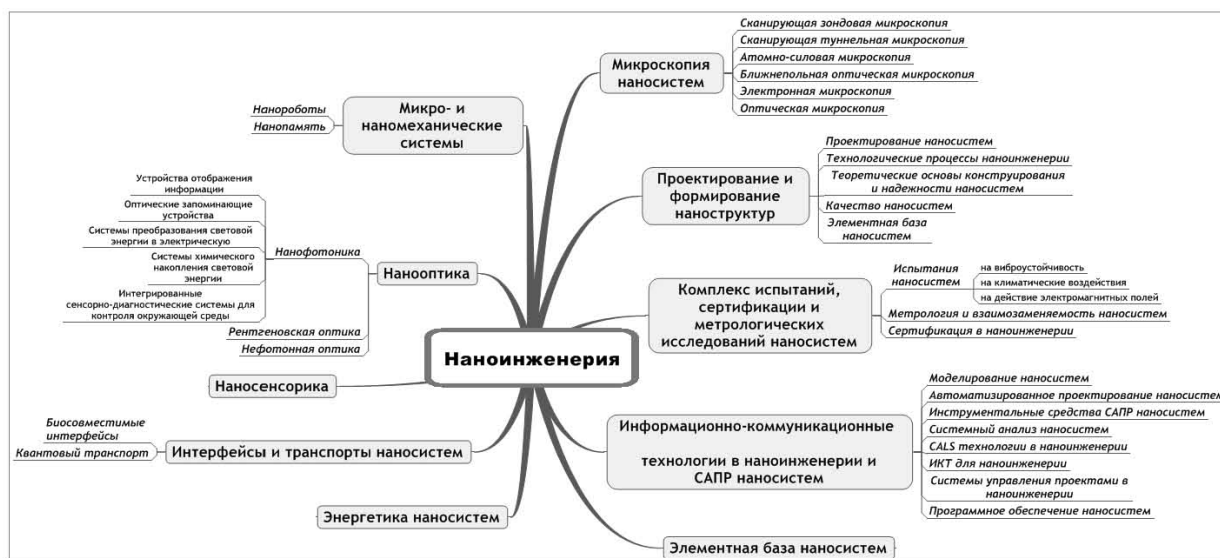 Наноинженерия
Микроскопия
наносистем
Сканирующая зондовая микроскопия
Сканирующая туннельная микроскопия
Атомно-силовая микроскопия
Ближнепольная оптическая микроскопия
Электронная микроскопия
Оптическая микроскопия
Проектирование и
формирование
наноструктур
Проектирование наносистем
Технологические процессы наноинженерии
Теоретические основы конструирования
и надежности наносистем
Качество наносистем
Элементная база
наносистем
Комплекс испытаний,
сертификации и
метрологических
исследований наносистем
Испытания
наносистем
на виброустойчивость
на климатические воздействия
на действие электромагнитных полей
Метрология и взаимозаменяемость наносистем
Сертификация в наноинженерии
Информационно-коммуникационные
технологии в наноинженерии и
САПР наносистем
Моделирование наносистем
Автоматизированное проектирование наносистем
Инструментальные средства САПР наносистем
Системный анализ наносистем
CALS технологии в наноинженерии
ИКТ для наноинженерии
Системы управления проектами в
наноинженерии
Программное обеспечение наносистем
Элементная база наносистем
Микро- и
наномеханические
системы
Нанороботы
Нанопамять
Нанооптика
Нанофотоника
Устройства отображения
информации
Оптические запоминающие
устройства
Системы преобразования световой
энергии в электрическую
Системы химического
накопления световой
энергии
Интегрированные
сенсорно-диагностические системы для
контроля окружающей среды
Рентгеновская оптика
Нефотонная оптика
Наносенсорика
Интерфейсы и транспорты наносистем
Биосовместимые
интерфейсы
Квантовый транспорт
Энергетика наносистем